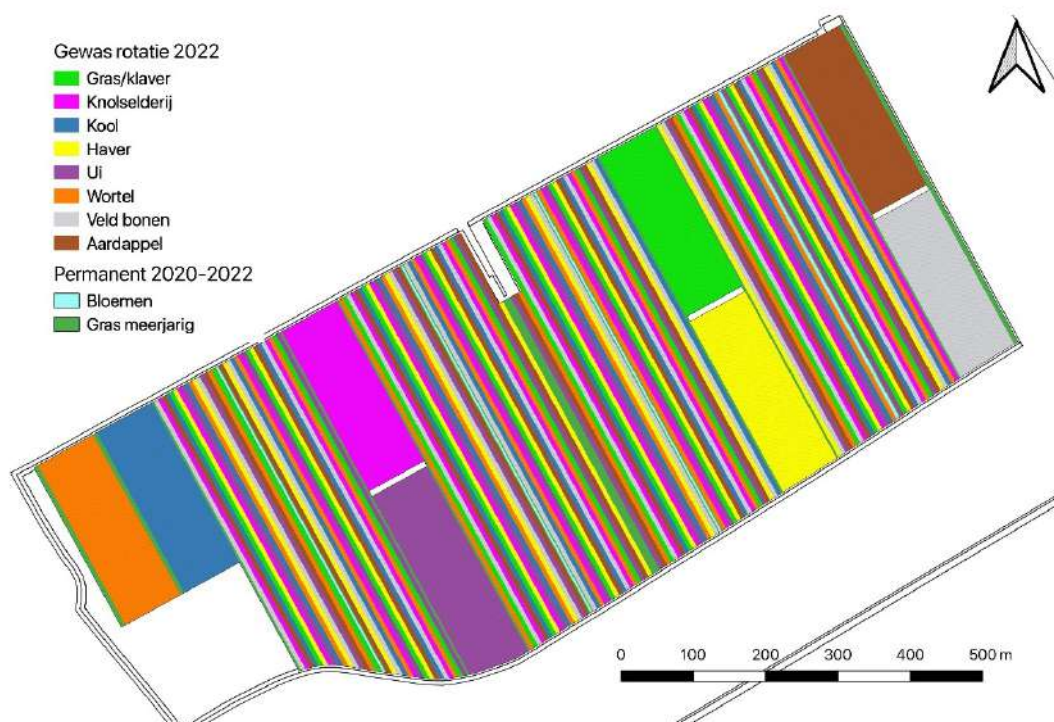 Gewas rotatie 2022
Gras/klaver
Knolselderij
Kool
Haver
Ui
Wortel
Veld bonen
Aardappel
Permanent 2020-2022
Bloemen
Gras meerjarig
0 100 200 300 400 500 m